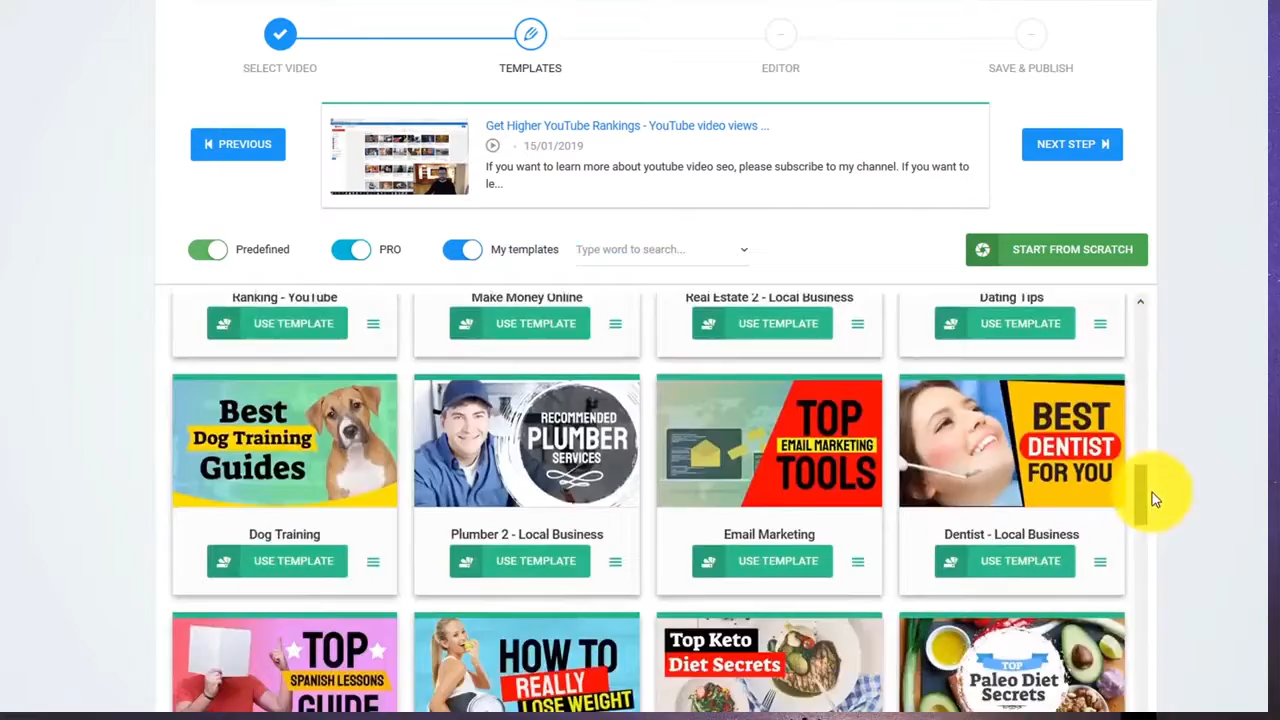 SELECT VIDEO
TEMPLATES
EDITOR
SAVE & PUBLISH
PREVIOUS
Get Higher YouTube Rankings - YouTube video views ...
15/01/2019
If you want to learn more about youtube video seo, please subscribe to my channel. If you want to
le...
NEXT STEP
Predefined
PRO
My templates
Type word to search...
START FROM SCRATCH
Ranking - YouTube
Make Money Online
Real Estate 2 - Local Business
Dating Tips
USE TEMPLATE
USE TEMPLATE
USE TEMPLATE
USE TEMPLATE
Best
Dog Training
Guides
RECOMMENDED
PLUMBER
SERVICES
TOP
EMAIL MARKETING
TOOLS
BEST
DENTIST
FOR YOU
Dog Training
Plumber 2 - Local Business
Email Marketing
Dentist - Local Business
USE TEMPLATE
USE TEMPLATE
USE TEMPLATE
USE TEMPLATE
TOP
SPANISH LESSONS
GUIDE
HOW TO
REALLY
LOSE WEIGHT
Top Keto
Diet Secrets
TOP
Paleo Diet
Secrets